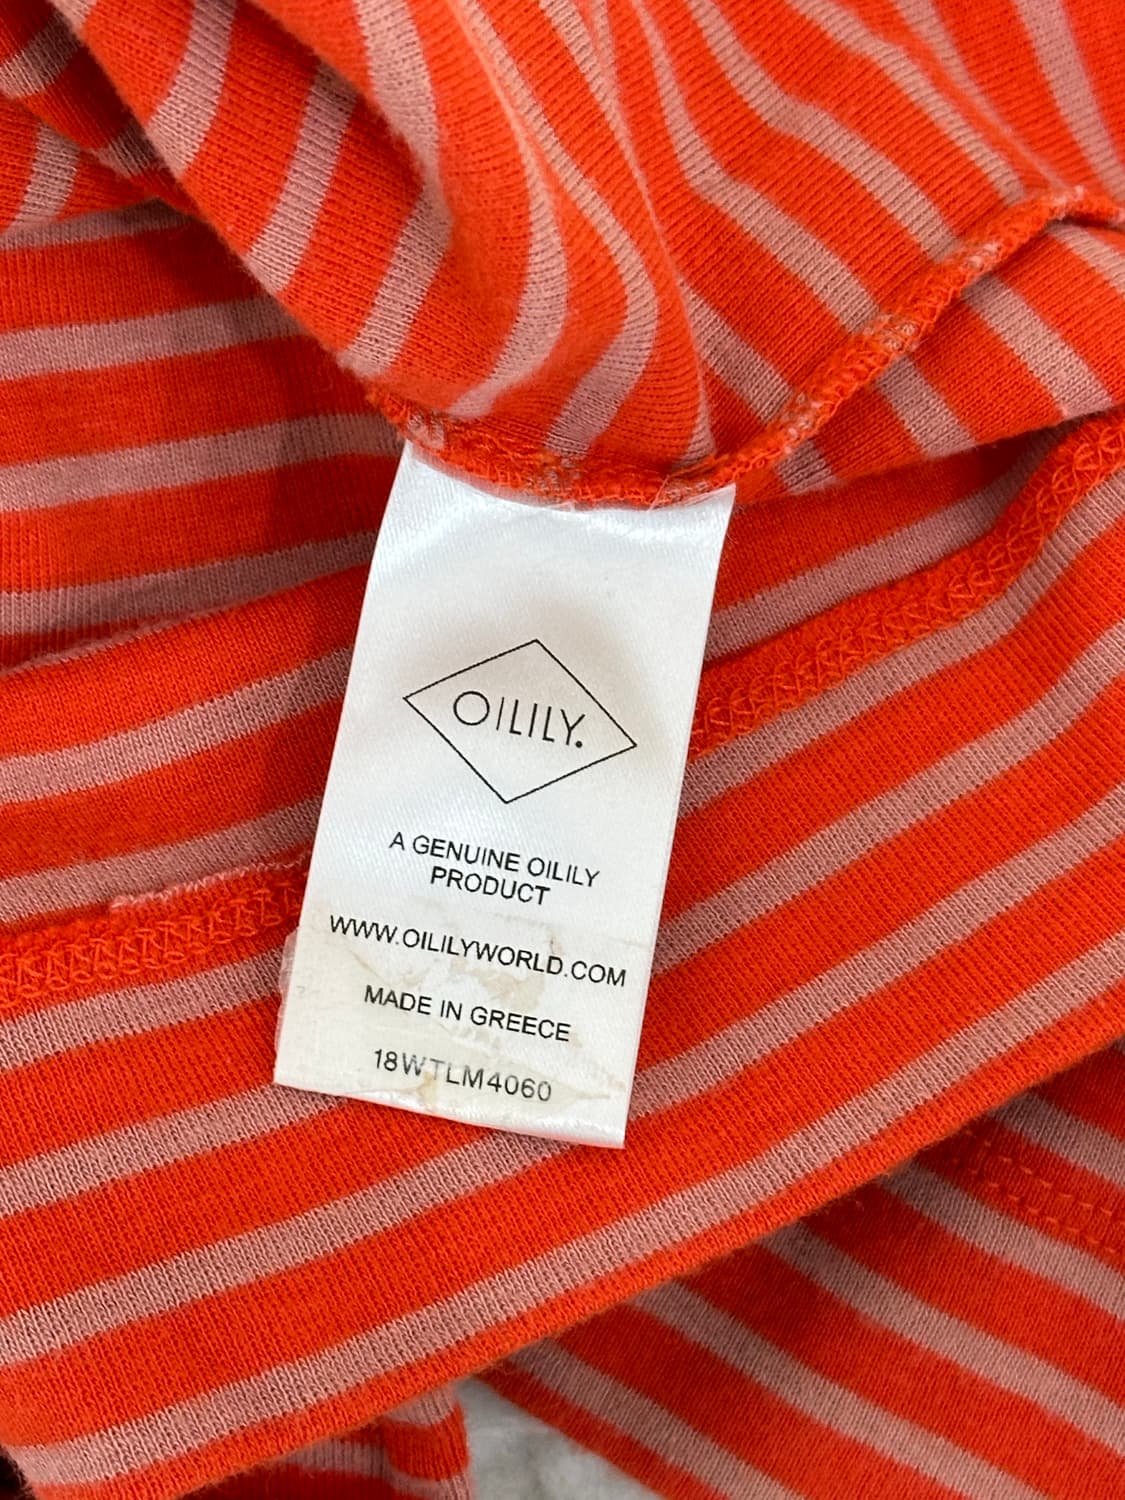 OILILY.
A GENUINE OILILY
PRODUCT
WWW.OILILYWORLD.COM
MADE IN GREECE
18WTLM4060